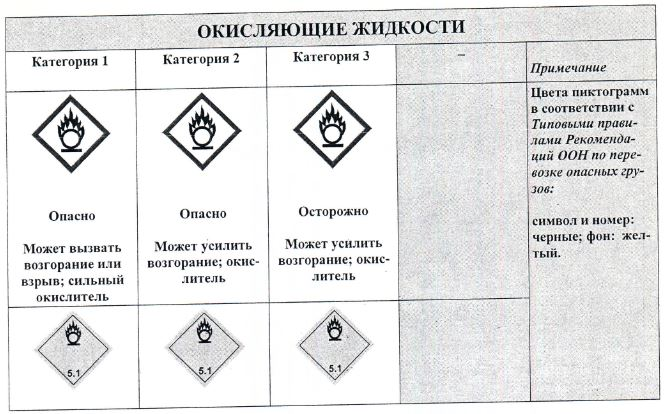 ОКИСЛЯЮЩИЕ ЖИДКОСТИ
Категория 1
Категория 2
Категория 3
–
Примечание
Опасно
Может вызвать
возгорание или
взрыв; сильный
окислитель
Опасно
Может усилить
возгорание; окис-
литель
Осторожно
Может усилить
возгорание; окис-
литель
Цвета пиктограмм
в соответствии с
Типовыми прави-
лами Рекоменда-
ций ООН по пере-
возке опасных гру-
зов:
символ и номер:
черные; фон: жел-
тый.
5.1
5.1
5.1